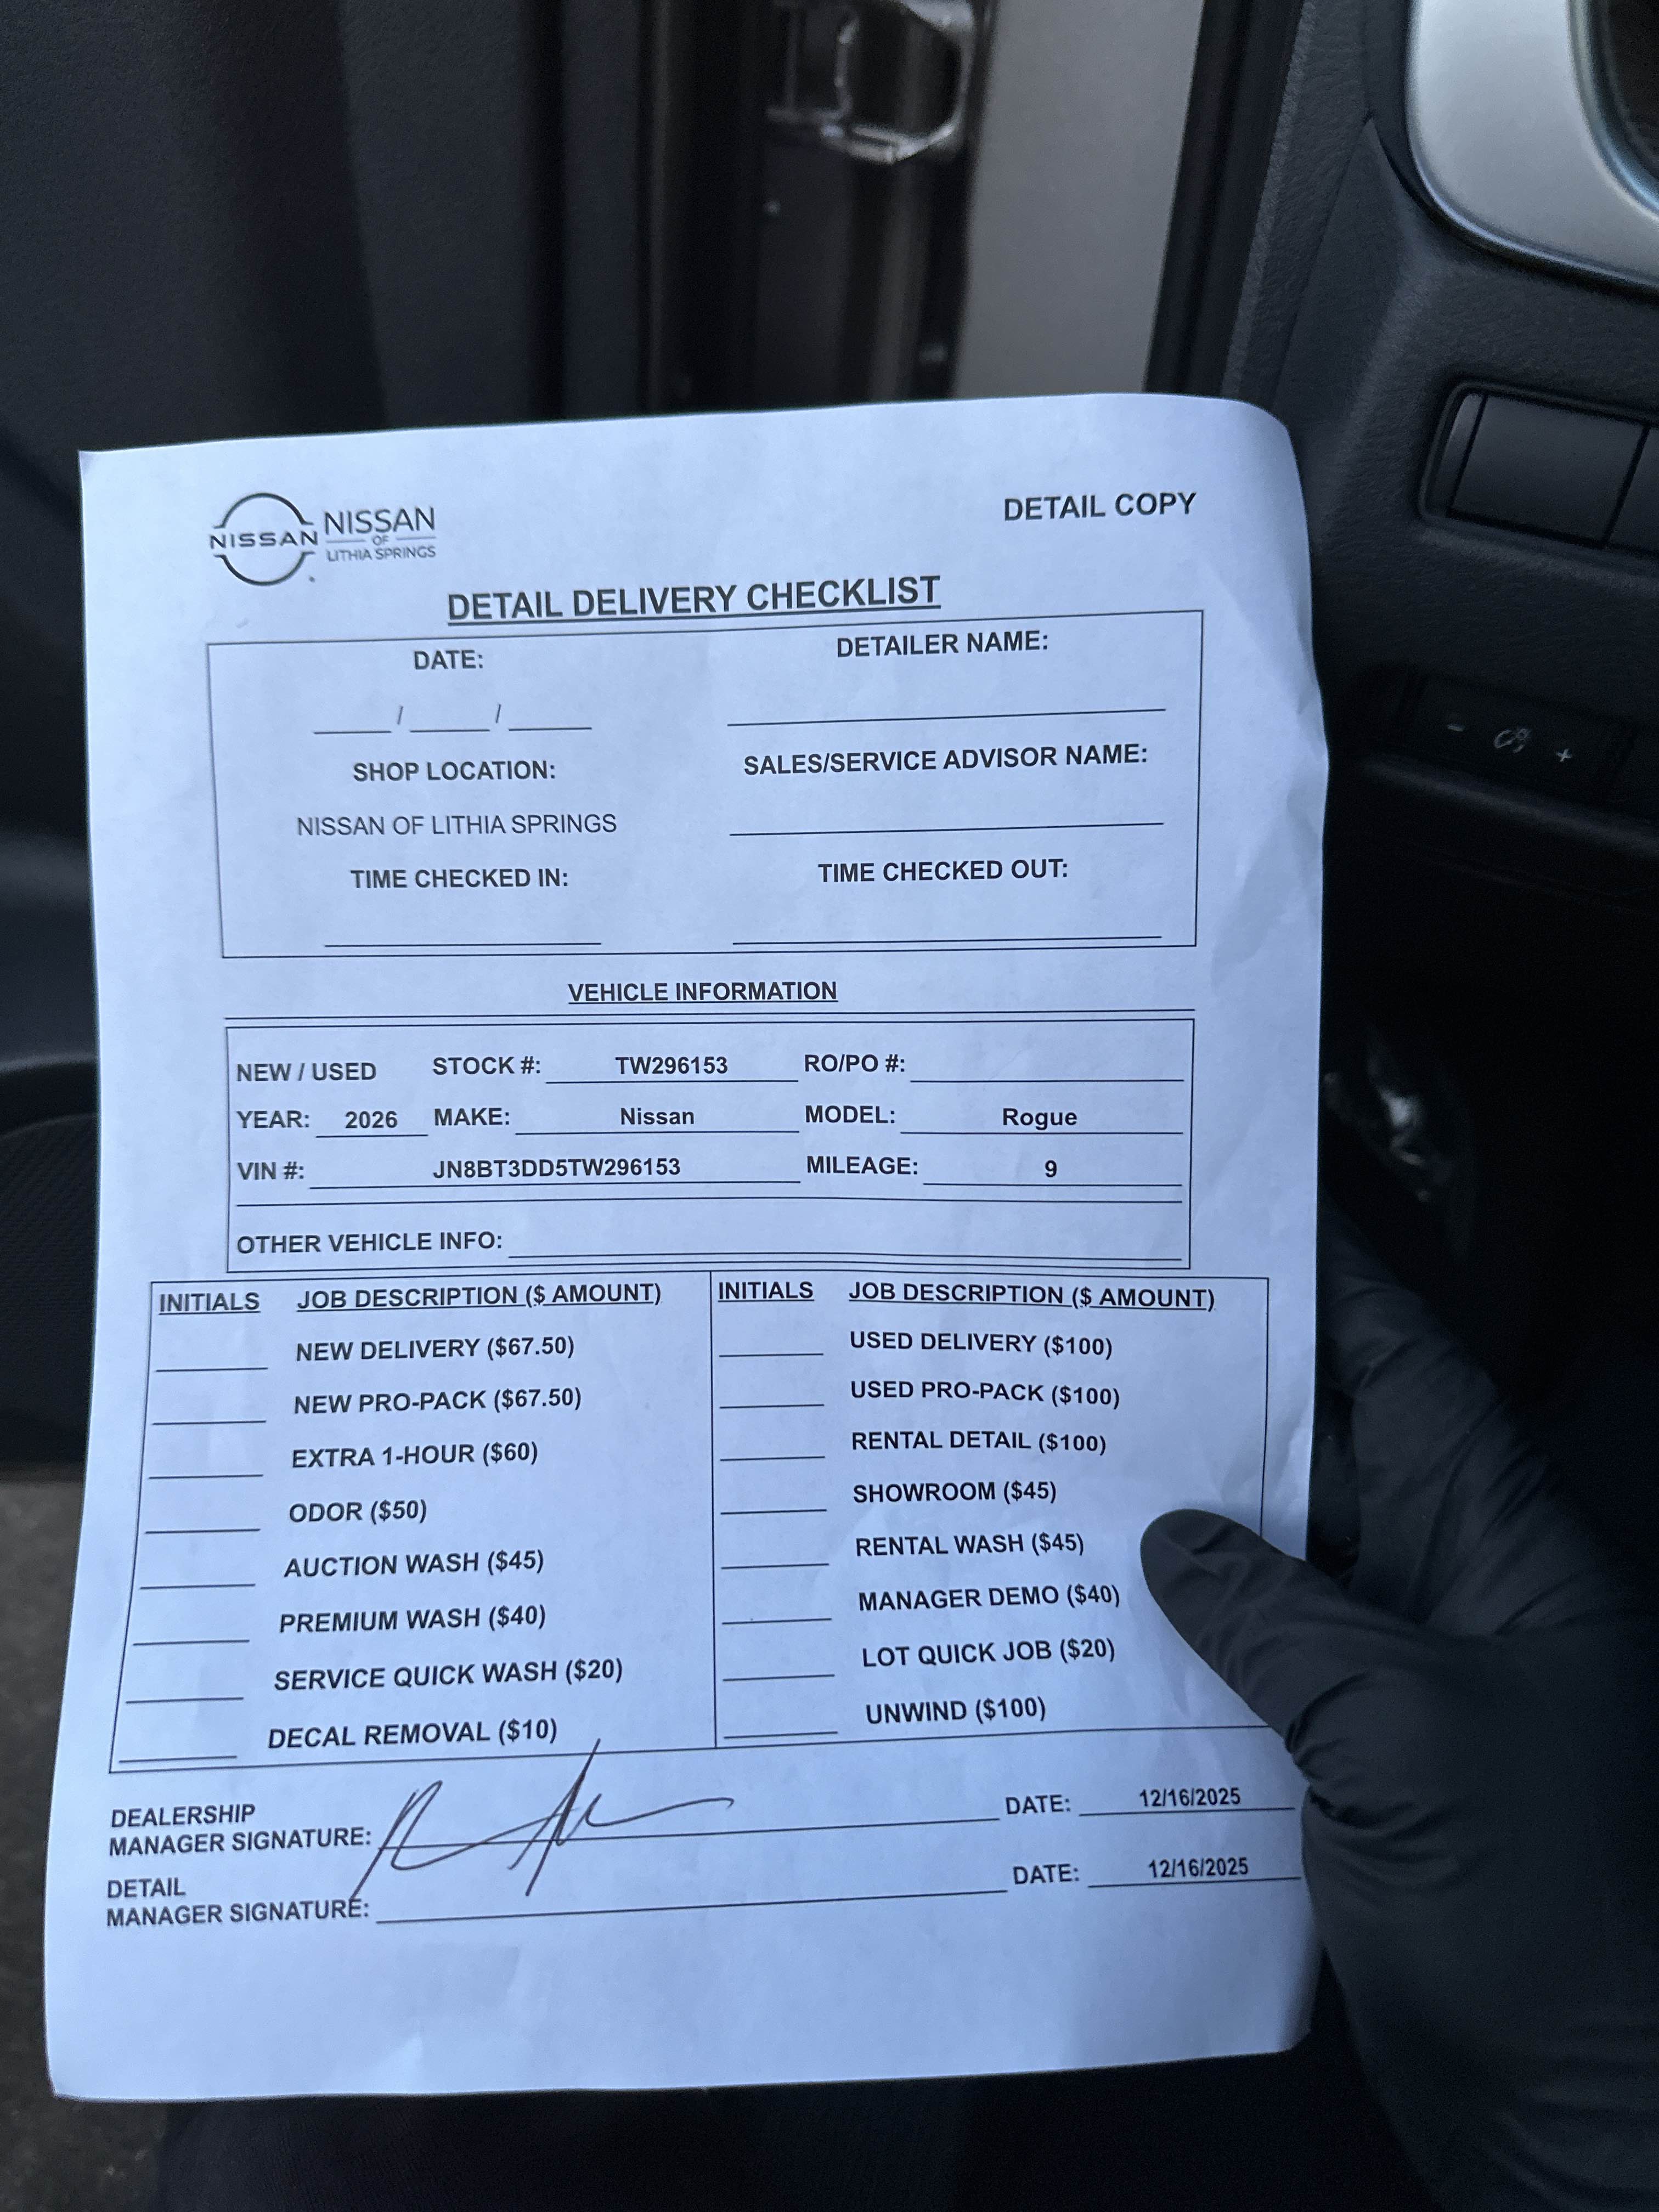 NISSAN NISSAN
OF
LITHIA SPRINGS
DETAIL COPY
DETAIL DELIVERY CHECKLIST
DATE:
DETAILER NAME:
____/____/____
SHOP LOCATION:
SALES/SERVICE ADVISOR NAME:
NISSAN OF LITHIA SPRINGS
TIME CHECKED IN:
TIME CHECKED OUT:
VEHICLE INFORMATION
NEW / USED STOCK #: TW296153 RO/PO #:
YEAR: 2026 MAKE: Nissan MODEL: Rogue
VIN #: JN8BT3DD5TW296153 MILEAGE: 9
OTHER VEHICLE INFO:
INITIALS JOB DESCRIPTION ($ AMOUNT)
NEW DELIVERY ($67.50)
NEW PRO-PACK ($67.50)
EXTRA 1-HOUR ($60)
ODOR ($50)
AUCTION WASH ($45)
PREMIUM WASH ($40)
SERVICE QUICK WASH ($20)
DECAL REMOVAL ($10)
INITIALS JOB DESCRIPTION ($ AMOUNT)
USED DELIVERY ($100)
USED PRO-PACK ($100)
RENTAL DETAIL ($100)
SHOWROOM ($45)
RENTAL WASH ($45)
MANAGER DEMO ($40)
LOT QUICK JOB ($20)
UNWIND ($100)
DEALERSHIP
MANAGER SIGNATURE: DATE: 12/16/2025
DETAIL
MANAGER SIGNATURE: DATE: 12/16/2025
- +